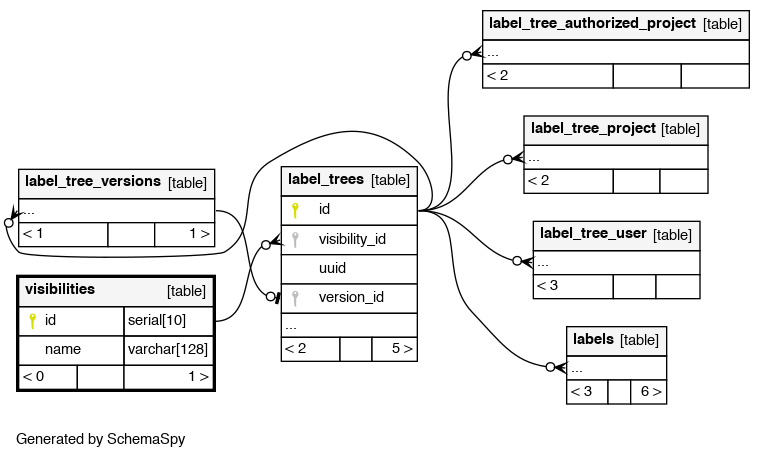 label_tree_authorized_project [table]
...
< 2
label_tree_project [table]
...
< 2
label_tree_versions [table]
...
< 1 1 >
label_trees [table]
id
visibility_id
uuid
version_id
...
< 2 5 >
label_tree_user [table]
...
< 3
visibilities [table]
id serial[10]
name varchar[128]
< 0 1 >
labels [table]
...
< 3 6 >
Generated by SchemaSpy